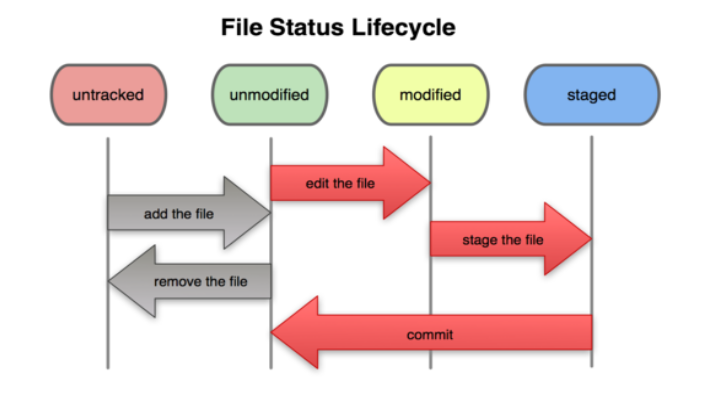 File Status Lifecycle
untracked
unmodified
modified
staged
edit the file
add the file
stage the file
remove the file
commit